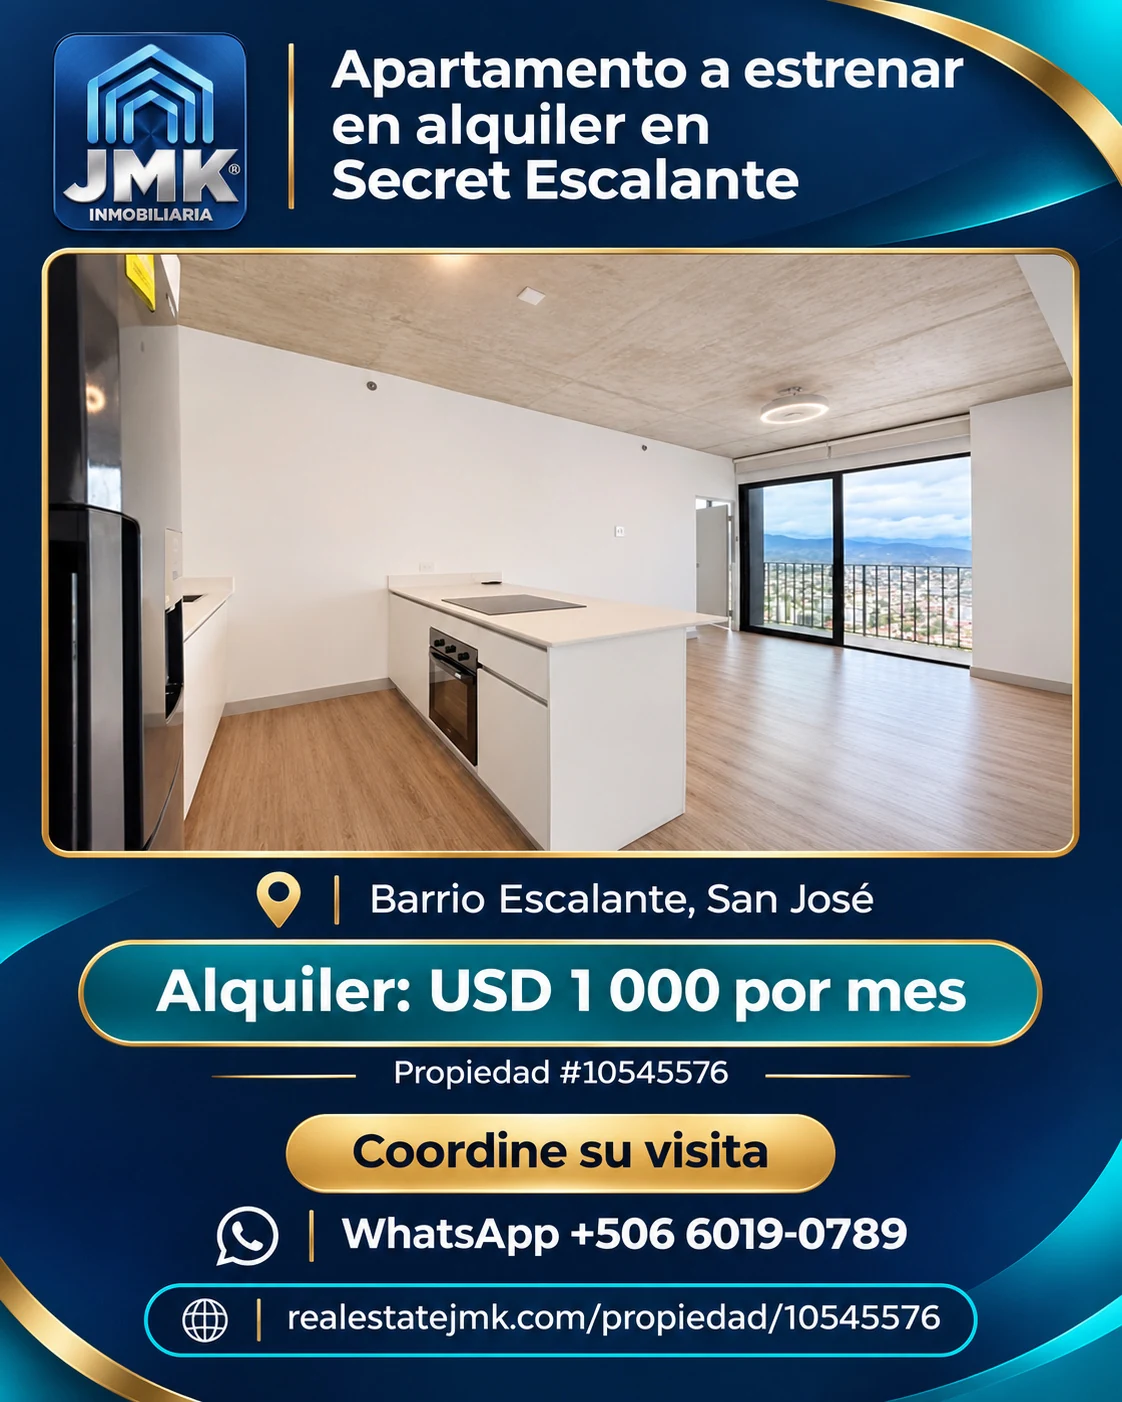 JMK®
INMOBILIARIA
Apartamento a estrenar
en alquiler en
Secret Escalante
Barrio Escalante, San José
Alquiler: USD 1 000 por mes
Propiedad #10545576
Coordine su visita
WhatsApp +506 6019-0789
realestatejmk.com/propiedad/10545576